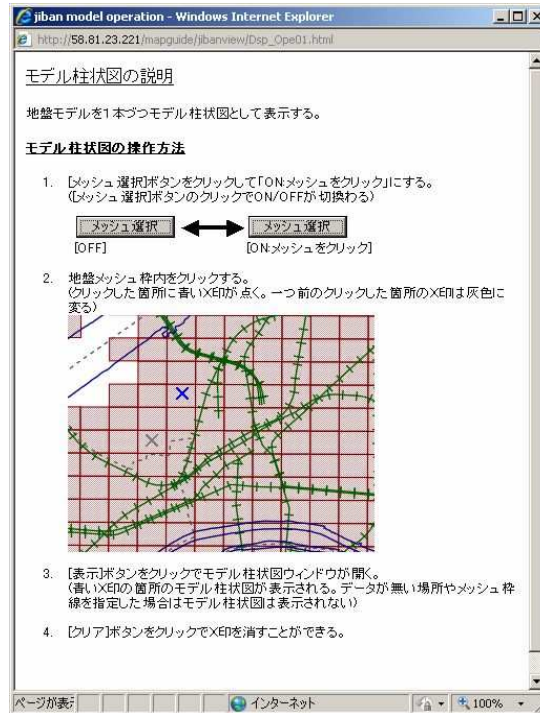 jiban model operation - Windows Internet Explorer
http://58.81.23.221/mapguide/jibanview/Dsp_Ope01.html
モデル柱状図の説明
地盤モデルを1本づつモデル柱状図として表示する。
モデル柱状図の操作方法
1. [メッシュ選択]ボタンをクリックして「ON:メッシュをクリック」にする。
([メッシュ選択]ボタンのクリックでON/OFFが切換わる)
メッシュ選択 メッシュ選択
[OFF] [ON:メッシュをクリック]
2. 地盤メッシュ枠内をクリックする。
(クリックした箇所に青いX印が点く。一つ前のクリックした箇所のX印は灰色に
変る)
3. [表示]ボタンをクリックでモデル柱状図ウィンドウが開く。
(青いX印の箇所のモデル柱状図が表示される。データが無い場所やメッシュ枠
線を指定した場合はモデル柱状図は表示されない)
4. [クリア]ボタンをクリックでX印を消すことができる。
ページが表示 インターネット 100%